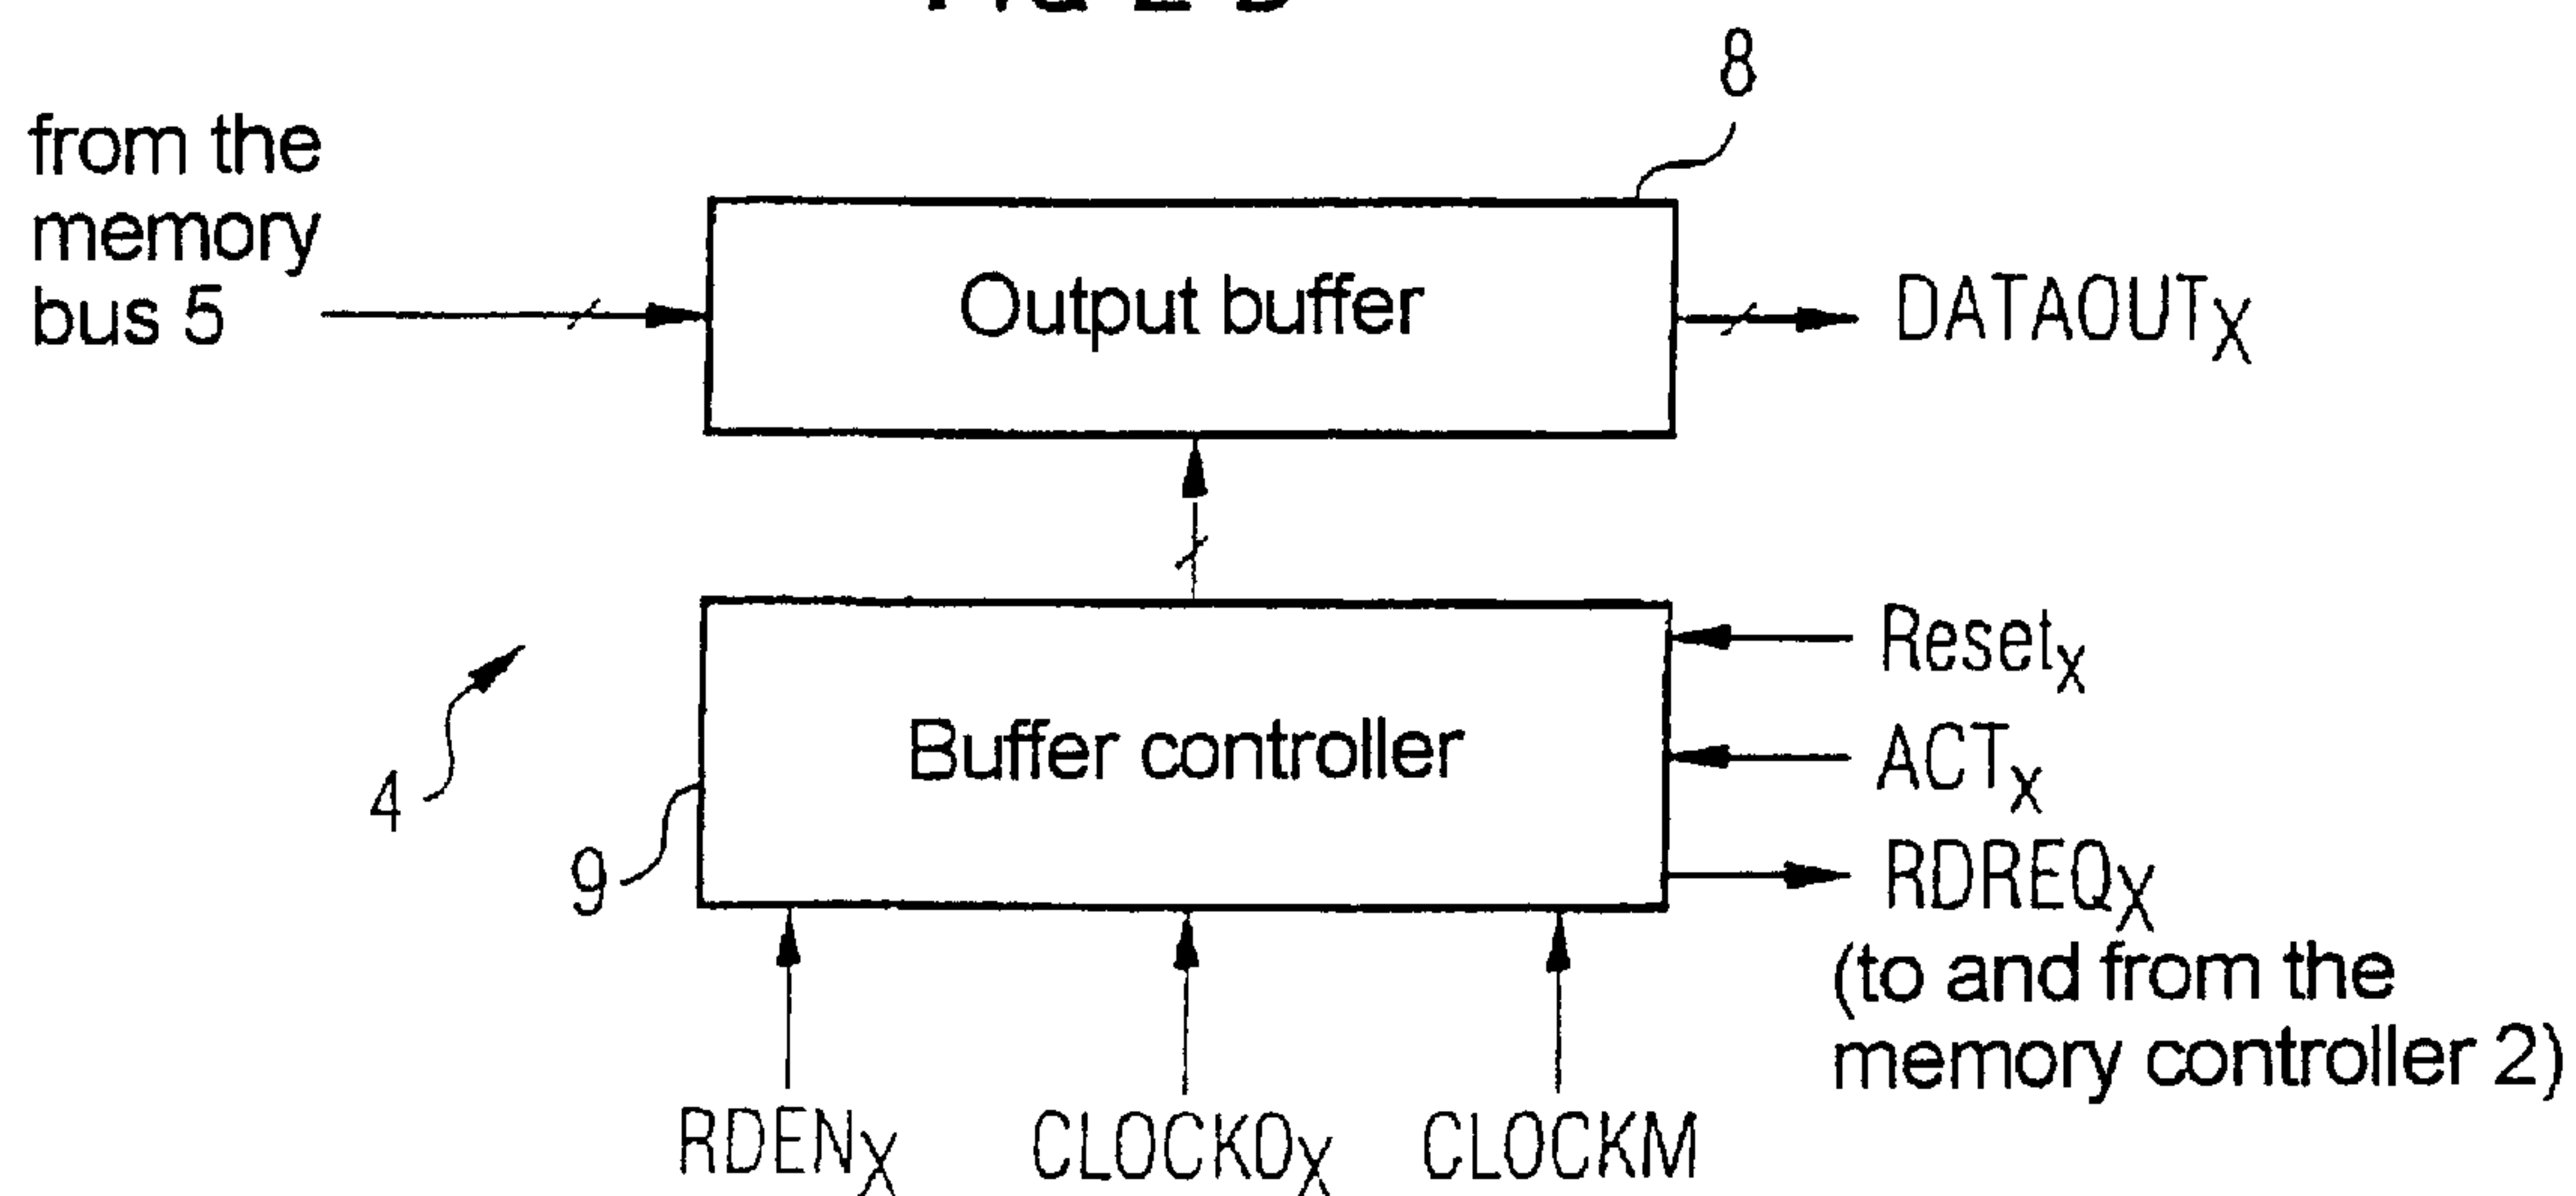 8
from the
memory
bus 5
Output buffer
DATAOUTX
ResetX
4
Buffer controller
ACTX
9
RDREQX
(to and from the
memory controller 2)
RDENX
CLOCKOX
CLOCKM